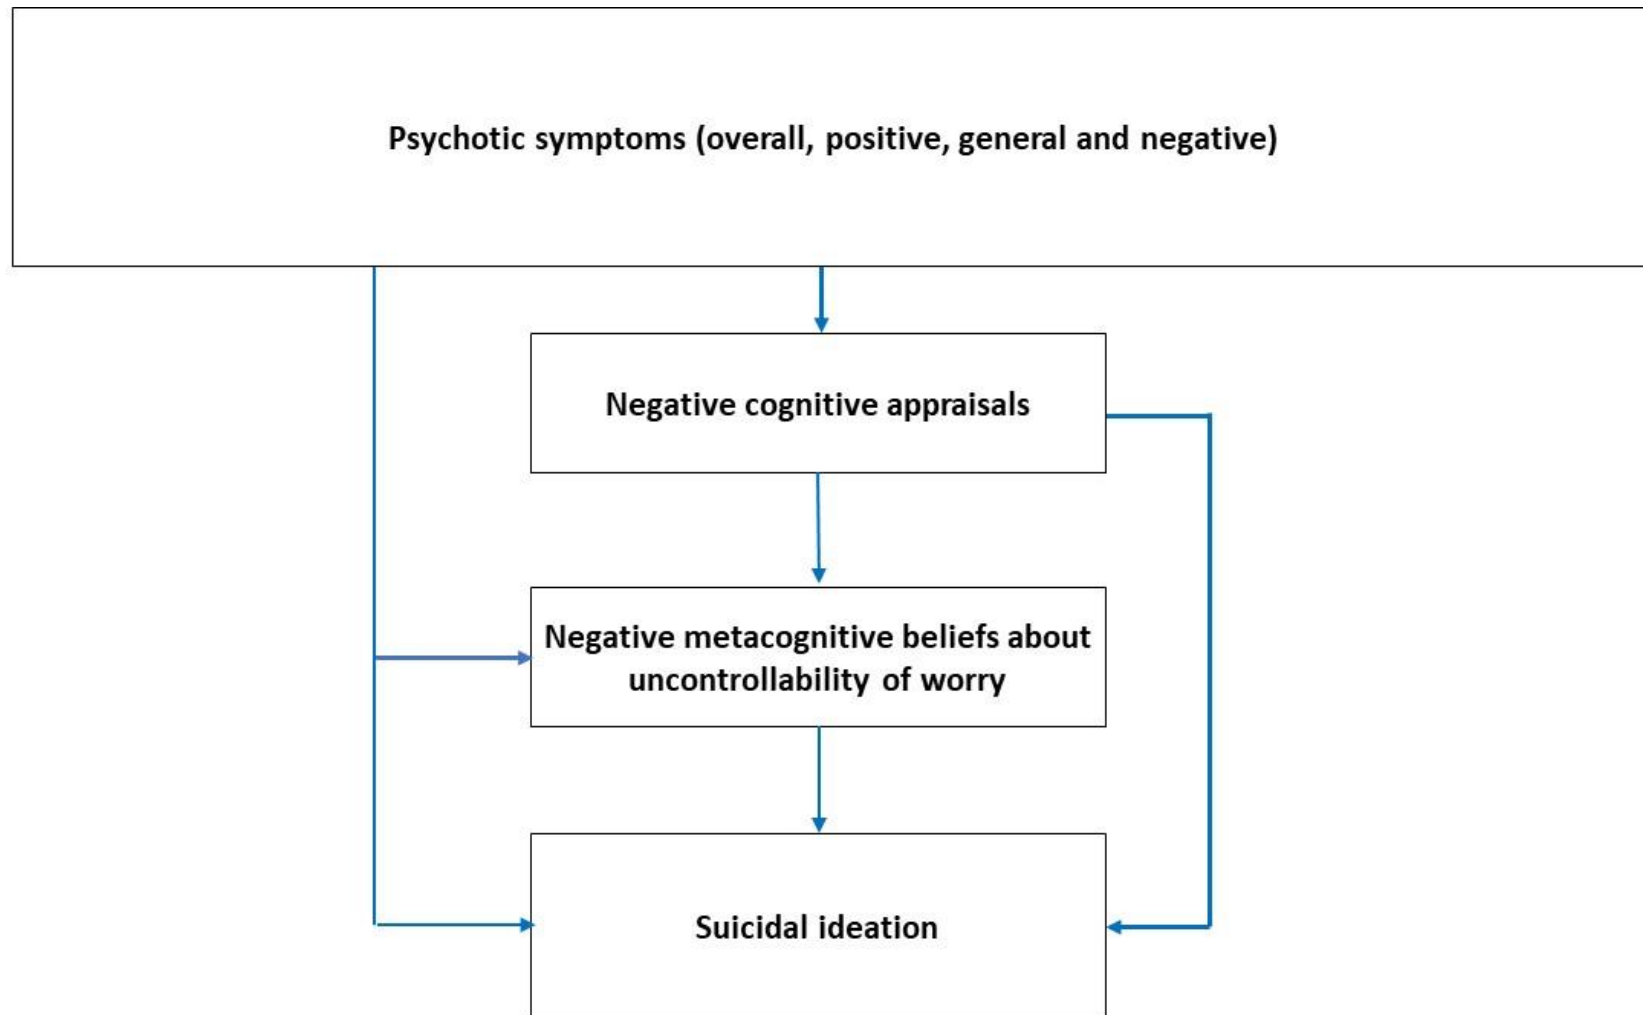 Psychotic symptoms (overall, positive, general and negative)
Negative cognitive appraisals
Negative metacognitive beliefs about
uncontrollability of worry
Suicidal ideation